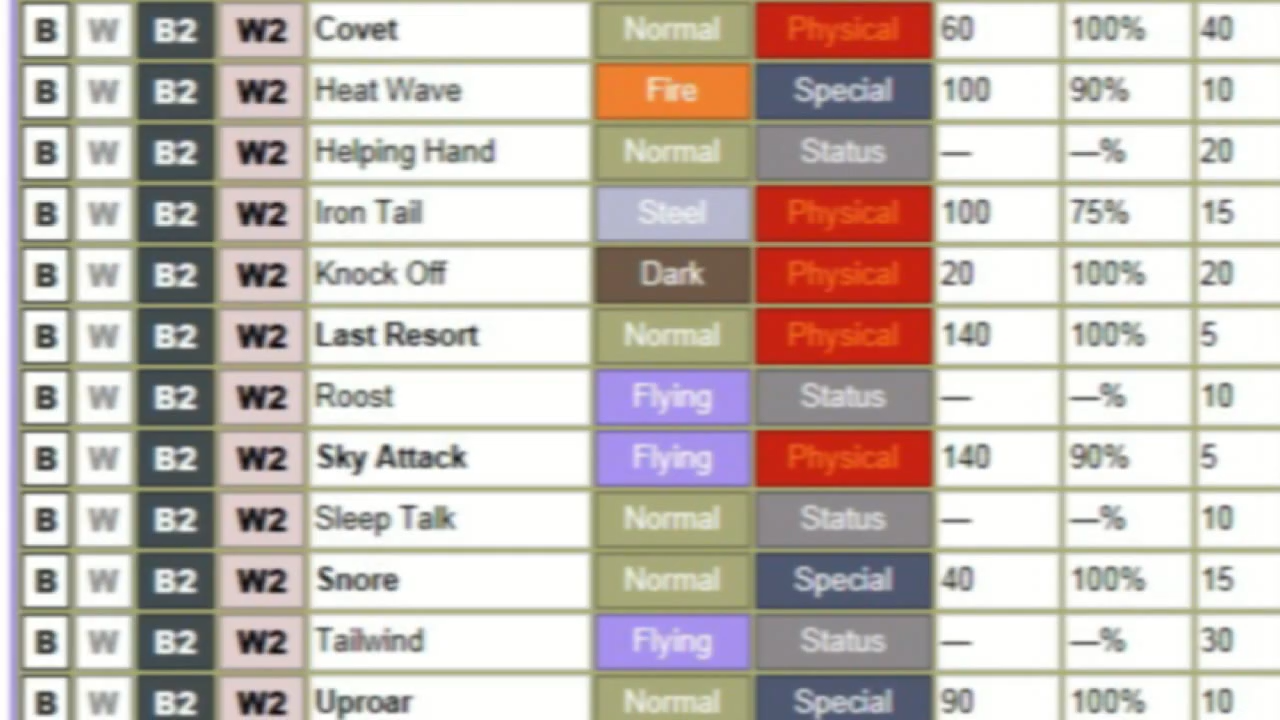 B W B2 W2 Covet Normal Physical 60 100% 40
B W B2 W2 Heat Wave Fire Special 100 90% 10
B W B2 W2 Helping Hand Normal Status — —% 20
B W B2 W2 Iron Tail Steel Physical 100 75% 15
B W B2 W2 Knock Off Dark Physical 20 100% 20
B W B2 W2 Last Resort Normal Physical 140 100% 5
B W B2 W2 Roost Flying Status — —% 10
B W B2 W2 Sky Attack Flying Physical 140 90% 5
B W B2 W2 Sleep Talk Normal Status — —% 10
B W B2 W2 Snore Normal Special 40 100% 15
B W B2 W2 Tailwind Flying Status — —% 30
B W B2 W2 Uproar Normal Special 90 100% 10